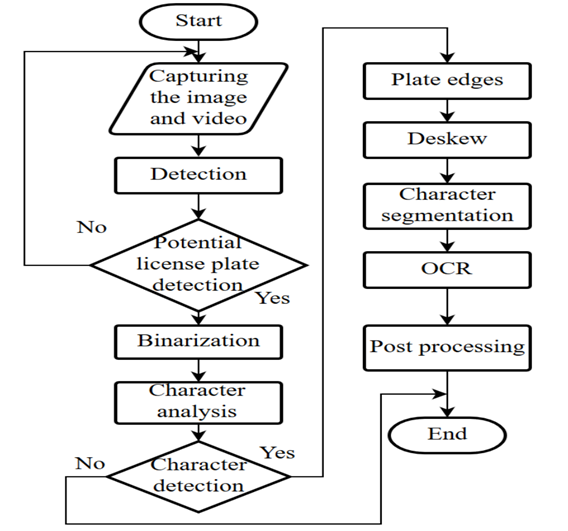 Start
Capturing
the image
and video
Detection
No
Potential
license plate
detection
Yes
Binarization
Character
analysis
No
Character
detection
Yes
Plate edges
Deskew
Character
segmentation
OCR
Post processing
End